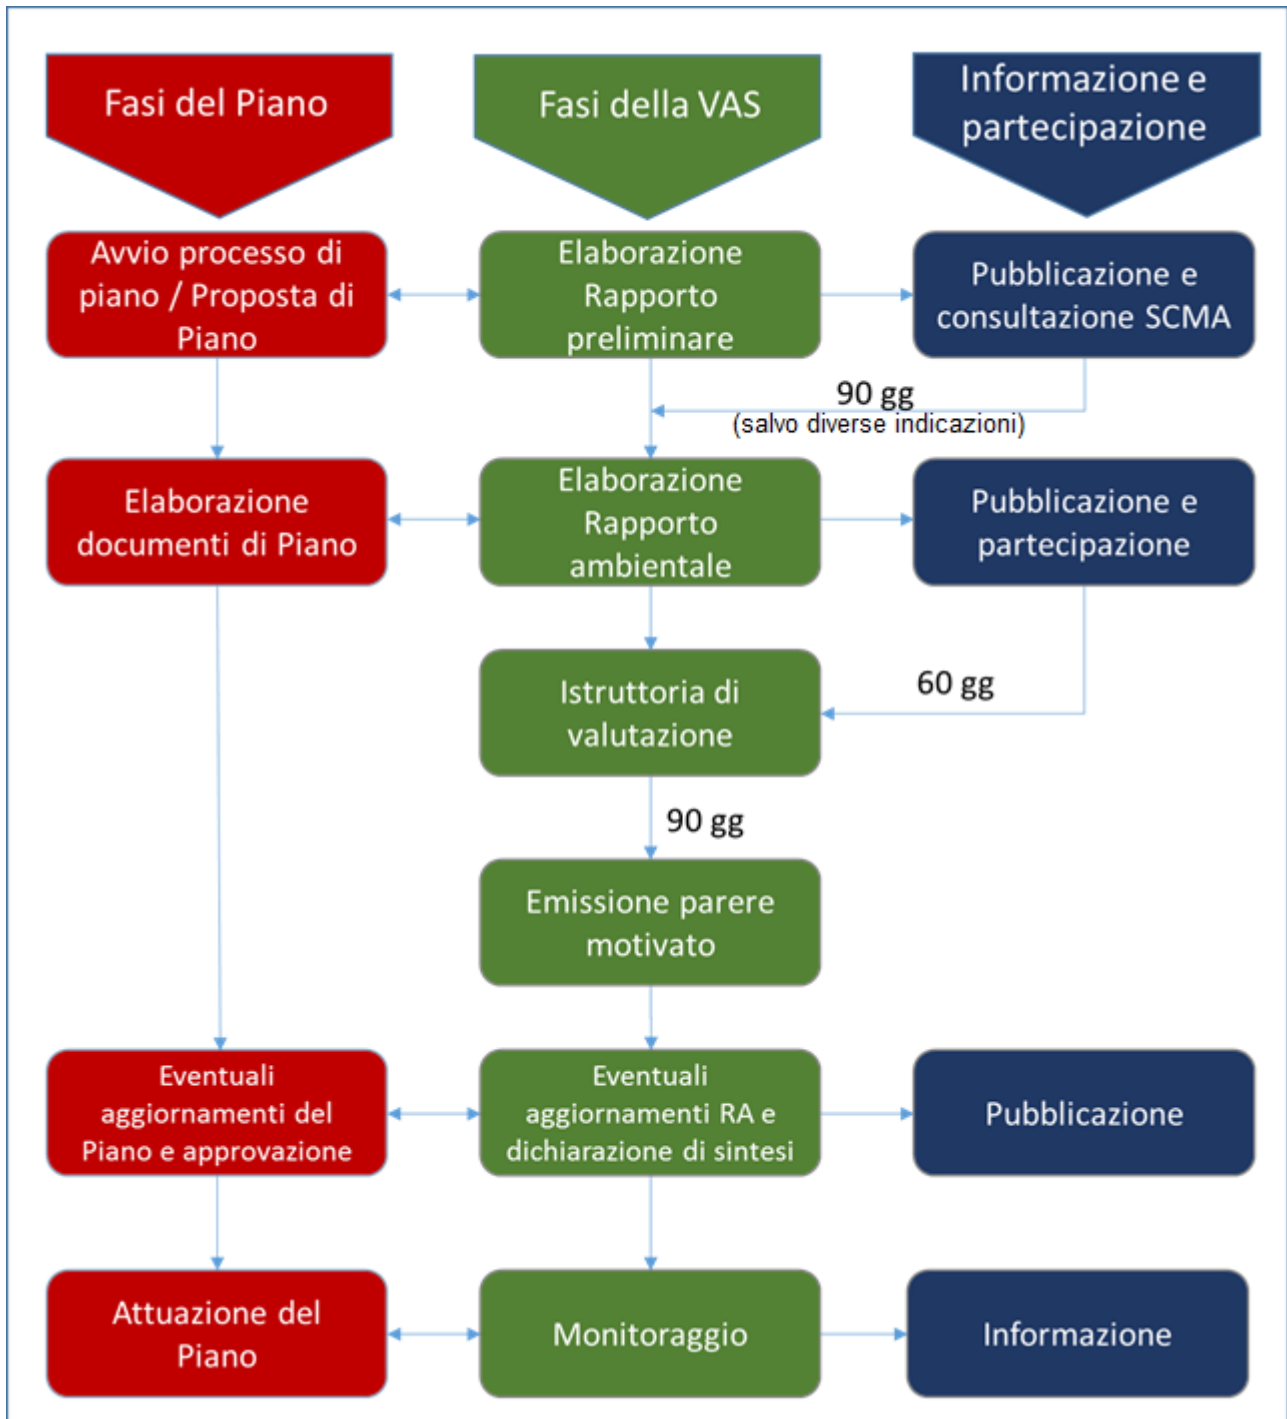 Fasi del Piano
Fasi della VAS
Informazione e
partecipazione
Avvio processo di
piano / Proposta di
Piano
Elaborazione
Rapporto
preliminare
Pubblicazione e
consultazione SCMA
90 gg
(salvo diverse indicazioni)
Elaborazione
documenti di Piano
Elaborazione
Rapporto
ambientale
Pubblicazione e
partecipazione
Istruttoria di
valutazione
60 gg
90 gg
Emissione parere
motivato
Eventuali
aggiornamenti del
Piano e approvazione
Eventuali
aggiornamenti RA e
dichiarazione di sintesi
Pubblicazione
Attuazione del
Piano
Monitoraggio
Informazione